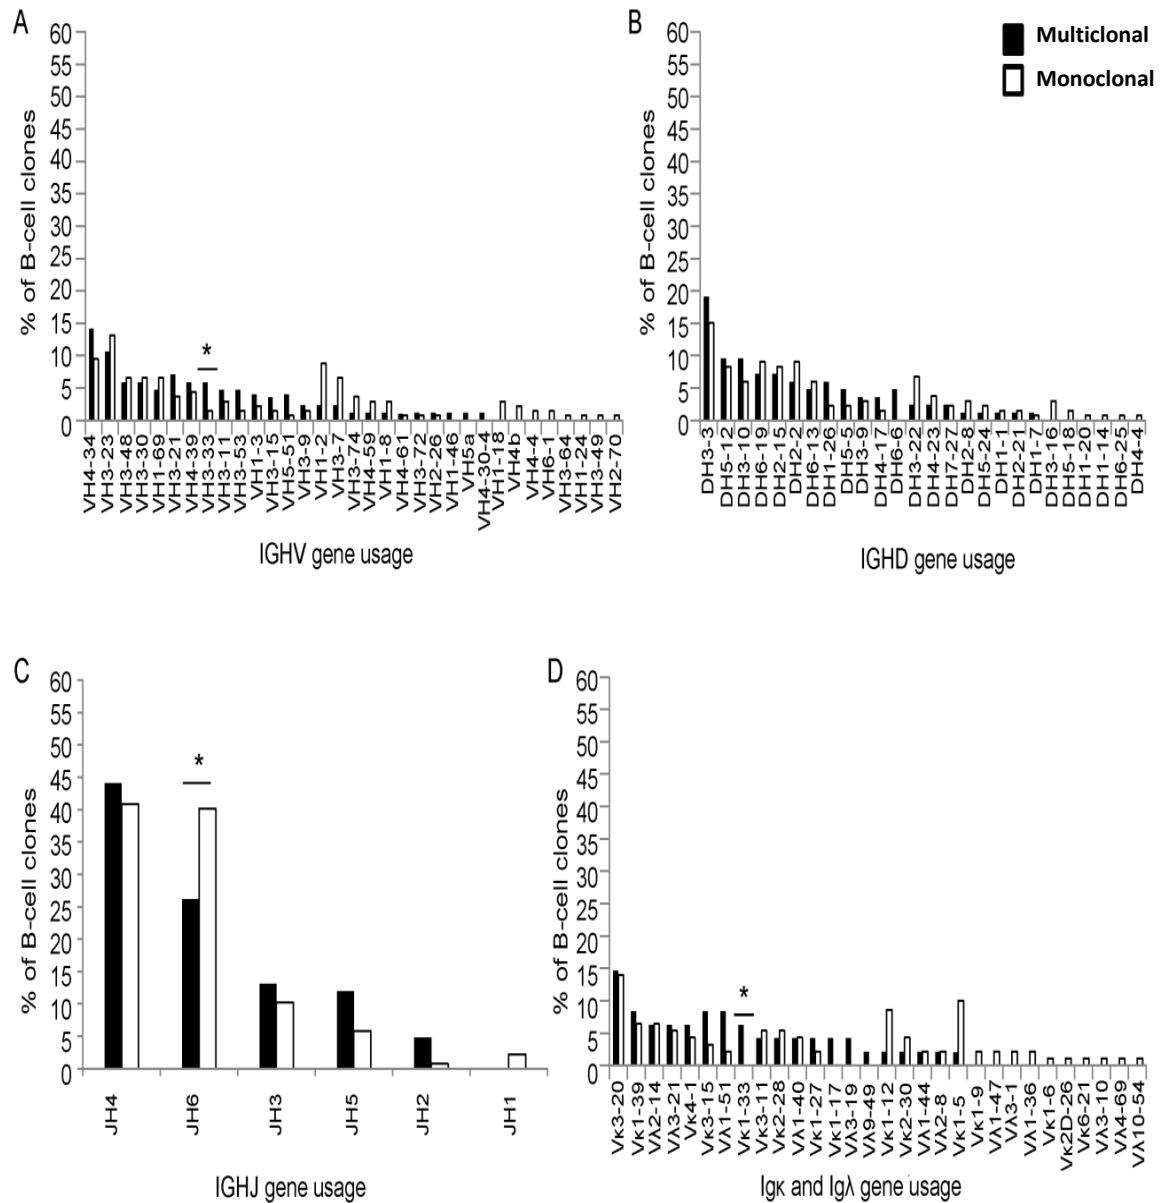 A
60
55
50
45
40
35
30
25
20
15
10
5
0
% of B-cell clones
*
VH4-34
VH3-23
VH3-48
VH3-30
VH1-69
VH3-21
VH4-39
VH3-33
VH3-11
VH1-3
VH3-53
VH3-15
VH5-51
VH3-9
VH1-2
VH3-7
VH3-74
VH4-59
VH1-8
VH4-61
VH3-72
VH2-26
VH1-46
VH5a
VH4-30-4
VH1-18
VH4b
VH4-4
VH6-1
VH3-64
VH1-24
VH3-49
VH2-70
IGHV gene usage
B
60
55
50
45
40
35
30
25
20
15
10
5
0
% of B-cell clones
Multiclonal
Monoclonal
DH3-3
DH5-12
DH3-10
DH6-19
DH2-15
DH2-2
DH6-13
DH1-26
DH5-5
DH3-9
DH4-17
DH6-6
DH3-22
DH4-23
DH7-27
DH2-8
DH5-24
DH1-1
DH2-21
DH1-7
DH3-16
DH5-18
DH1-20
DH1-14
DH6-25
DH4-4
IGHD gene usage
C
60
55
50
45
40
35
30
25
20
15
10
5
0
% of B-cell clones
*
JH4
JH6
JH3
JH5
JH2
JH1
IGHJ gene usage
D
60
55
50
45
40
35
30
25
20
15
10
5
0
% of B-cell clones
*
Vκ3-20
Vκ1-39
Vλ2-14
Vλ3-21
Vκ4-1
Vκ3-15
Vλ1-51
Vκ1-33
Vκ3-11
Vκ2-28
Vλ1-40
Vκ1-27
Vκ1-17
Vλ3-19
Vλ9-49
Vκ1-12
Vκ2-30
Vλ1-44
Vλ2-8
Vκ1-5
Vκ1-9
Vλ1-47
Vλ3-1
Vλ1-36
Vκ1-6
Vκ2D-26
Vκ6-21
Vλ3-10
Vλ4-69
Vλ10-54
Igκ and Igλ gene usage